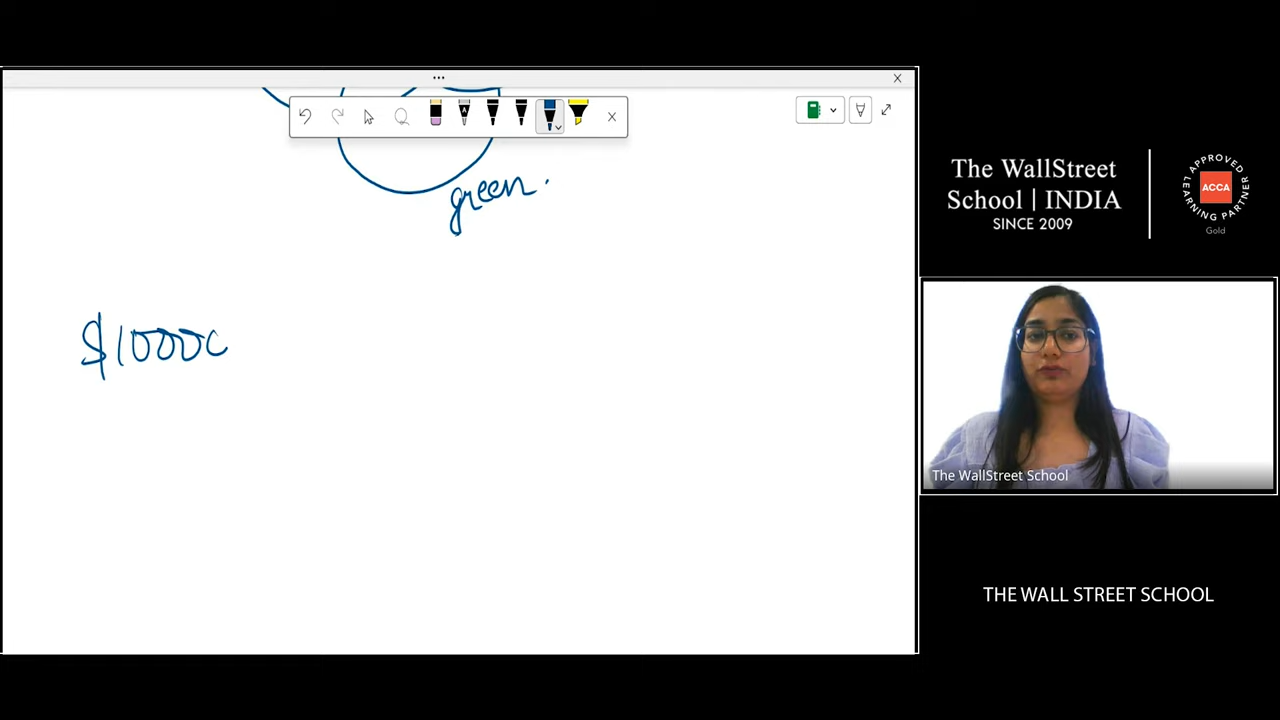 ...
green.
$10000
The WallStreet
School | INDIA
SINCE 2009
APPROVED
LEARNING PARTNER
ACCA
Gold
The WallStreet School
THE WALL STREET SCHOOL